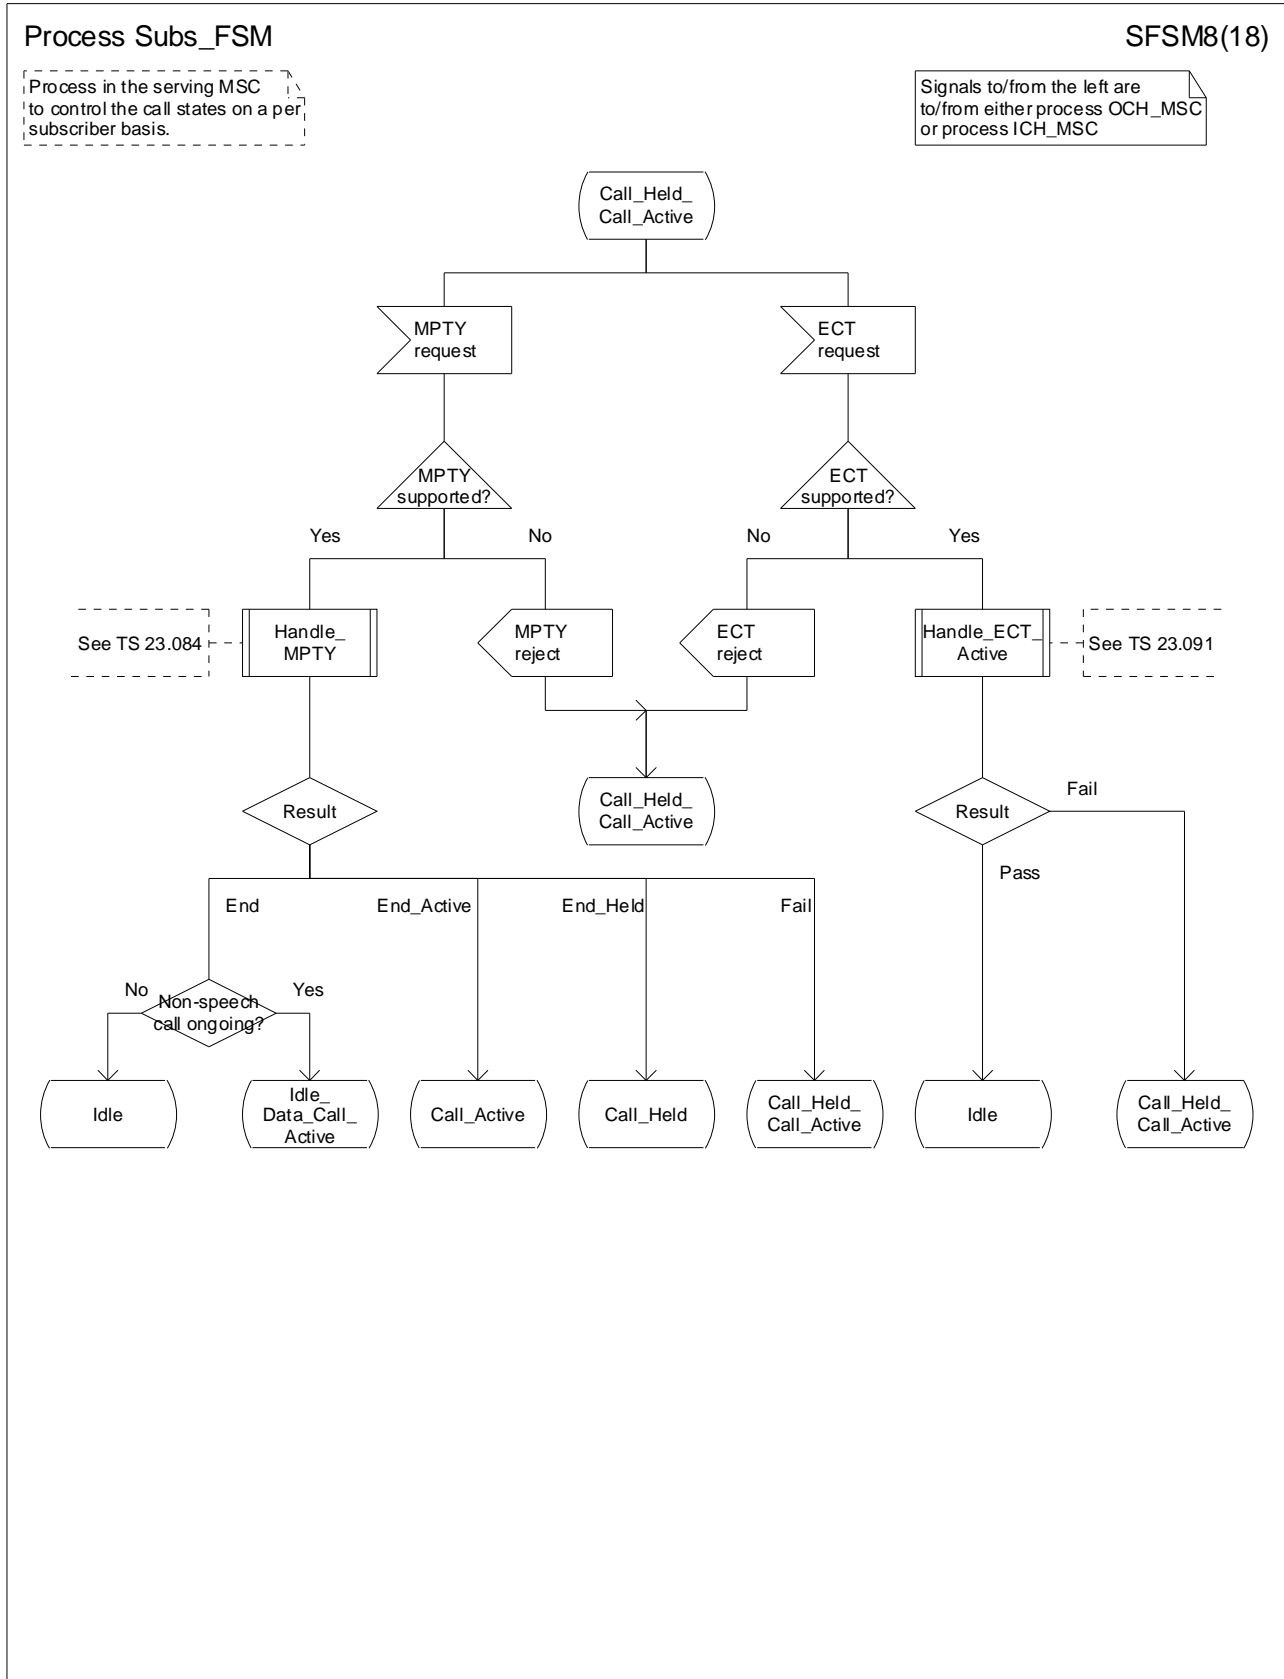 Process Subs_FSM
SFSM8(18)
Process in the serving MSC
to control the call states on a per
subscriber basis.
Signals to/from the left are
to/from either process OCH_MSC
or process ICH_MSC
Call_Held_
Call_Active
MPTY
request
ECT
request
MPTY
supported?
ECT
supported?
Yes
No
No
Yes
See TS 23.084
Handle_
MPTY
MPTY
reject
ECT
reject
Handle_ECT_
Active
See TS 23.091
Result
Call_Held_
Call_Active
Result
Fail
Pass
End
End_Active
End_Held
Fail
No
Non-speech
call ongoing?
Yes
Idle
Idle_
Data_Call_
Active
Call_Active
Call_Held
Call_Held_
Call_Active
Idle
Call_Held_
Call_Active